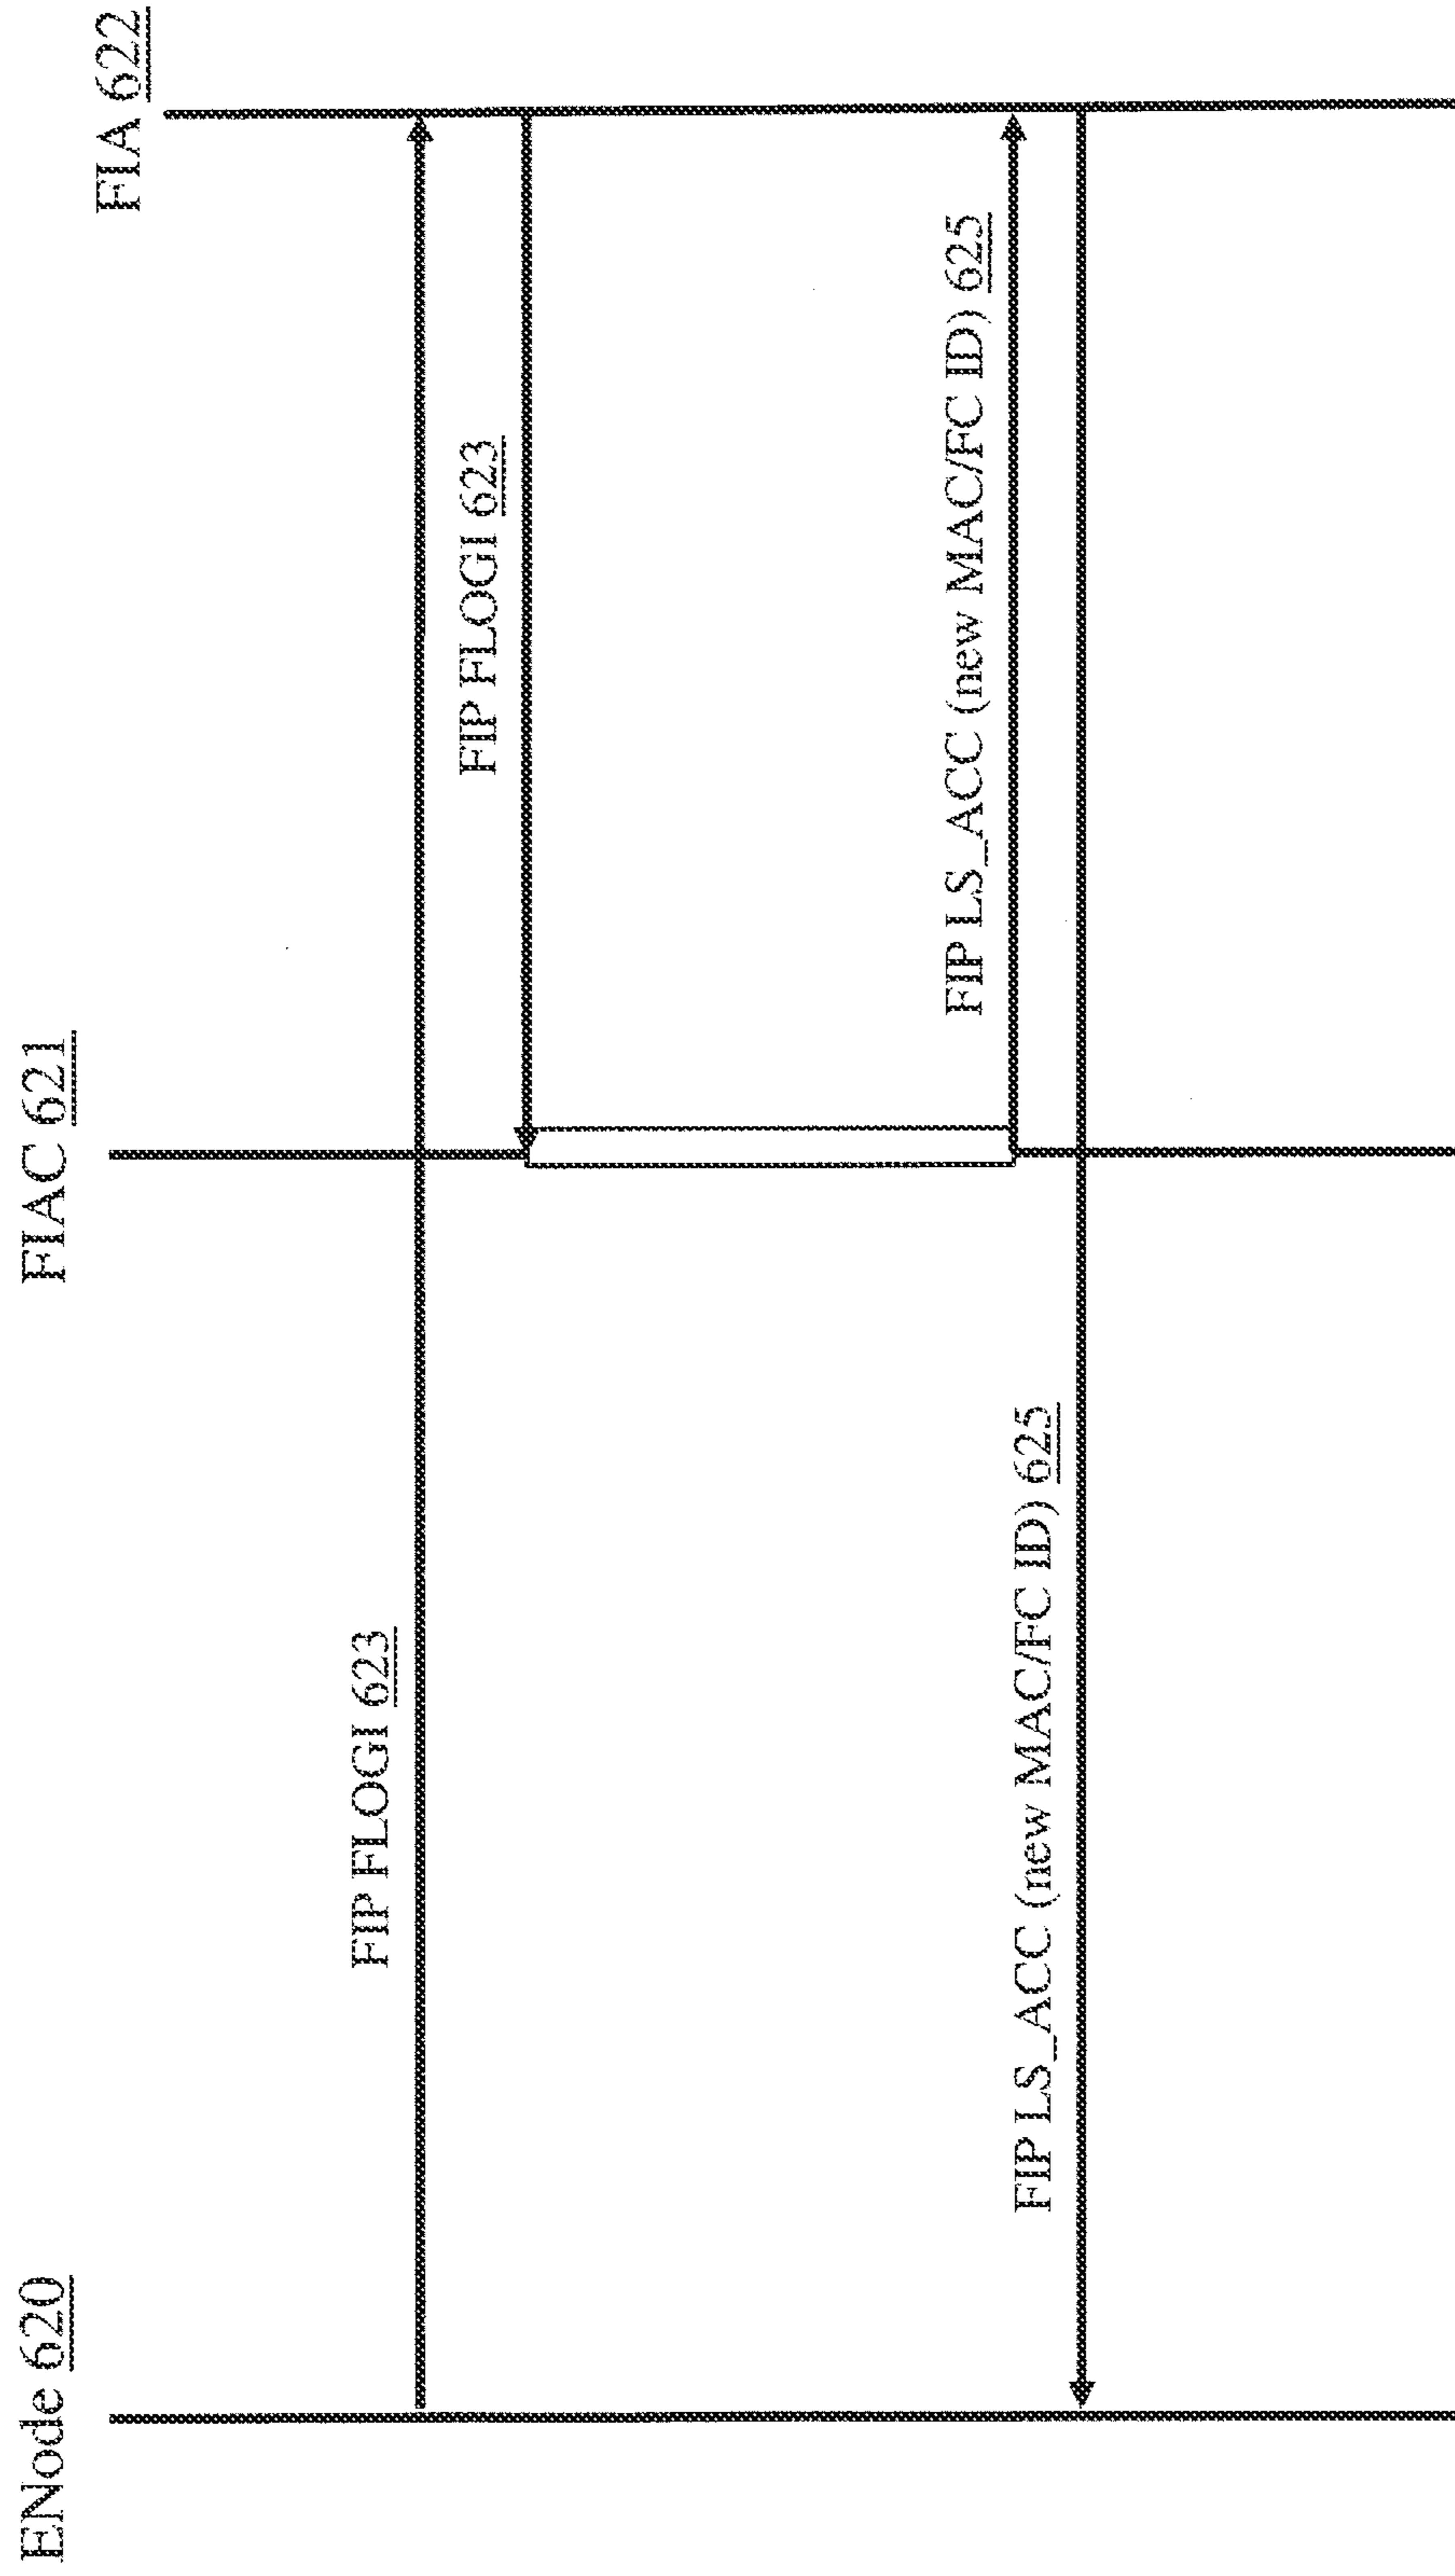 ENode 620
FIAC 621
FIA 622
FIP FLOGI 623
FIP FLOGI 623
FIP LS_ACC (new MAC/FC ID) 625
FIP LS_ACC (new MAC/FC ID) 625